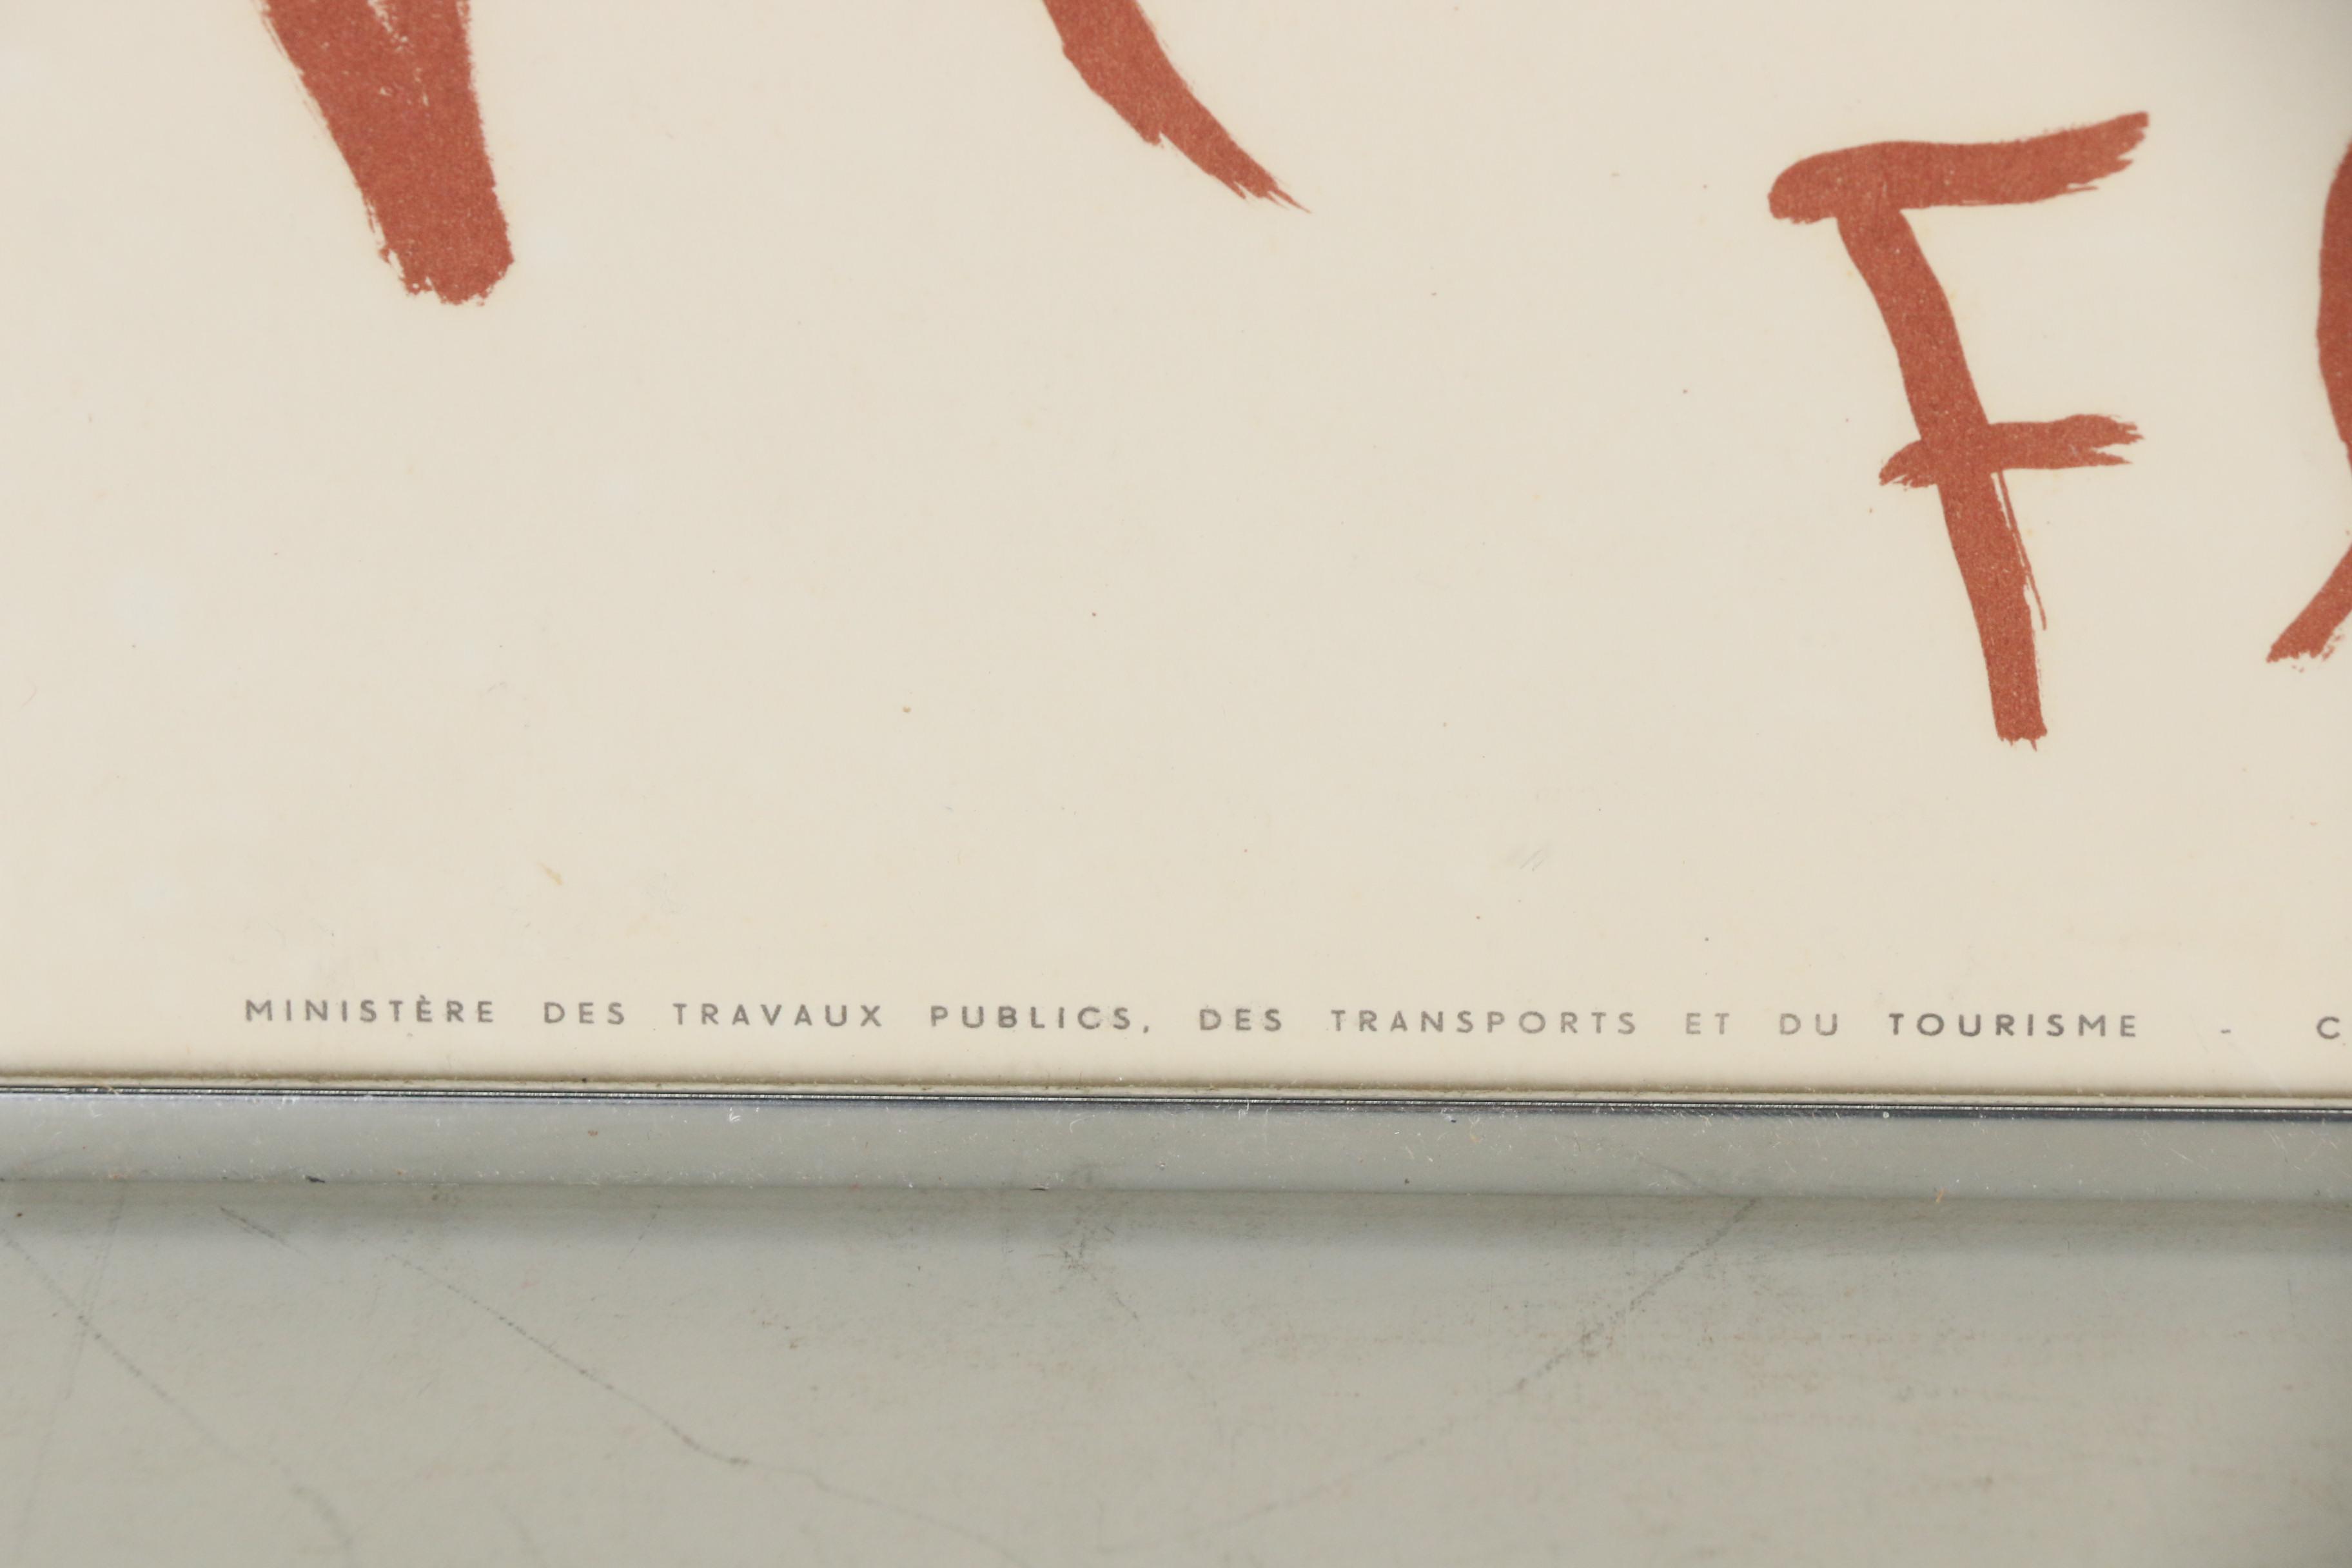 F
MINISTÈRE DES TRAVAUX PUBLICS, DES TRANSPORTS ET DU TOURISME - C